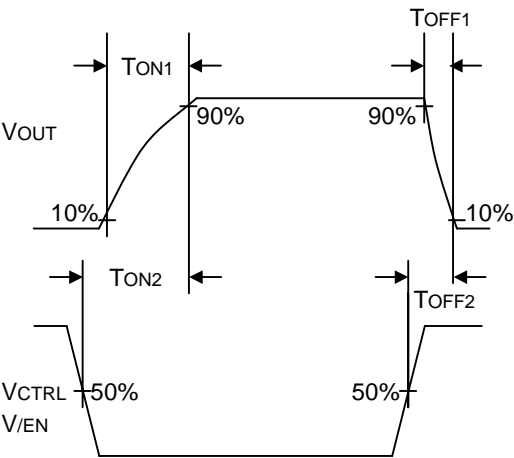 TOFF1
TON1
VOUT
90%
90%
10%
10%
TON2
TOFF2
VCTRL
50%
50%
V/EN